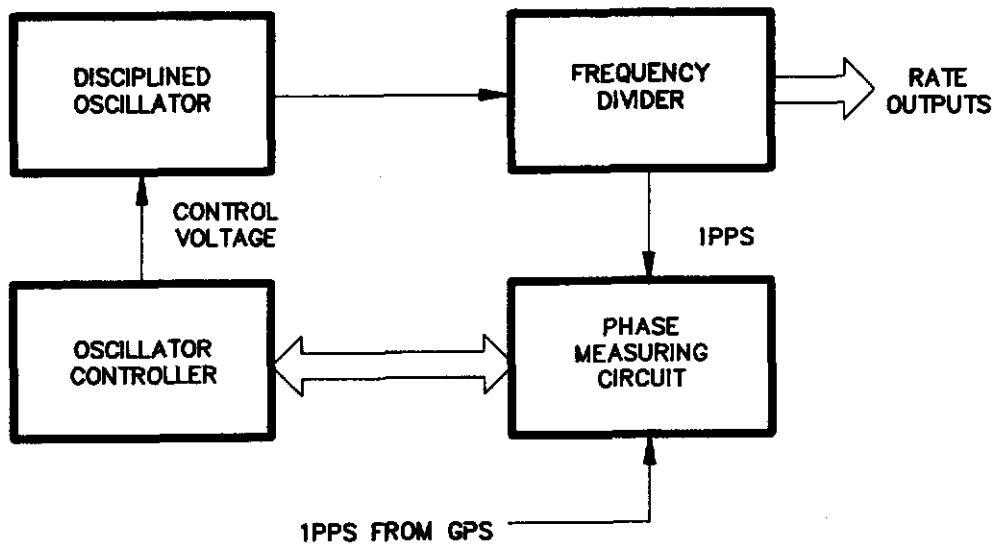 DISCIPLINED
OSCILLATOR
FREQUENCY
DIVIDER
RATE
OUTPUTS
CONTROL
VOLTAGE
1PPS
OSCILLATOR
CONTROLLER
PHASE
MEASURING
CIRCUIT
1PPS FROM GPS